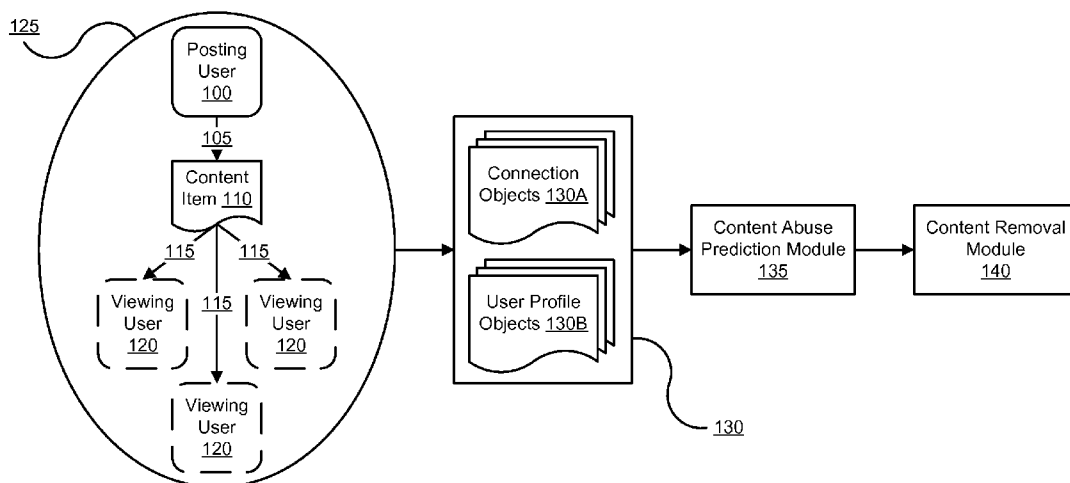 125
Posting
User
100
105
Content
Item 110
115
115
115
Viewing
User
120
Viewing
User
120
Viewing
User
120
Connection
Objects 130A
User Profile
Objects 130B
130
Content Abuse
Prediction Module
135
Content Removal
Module
140